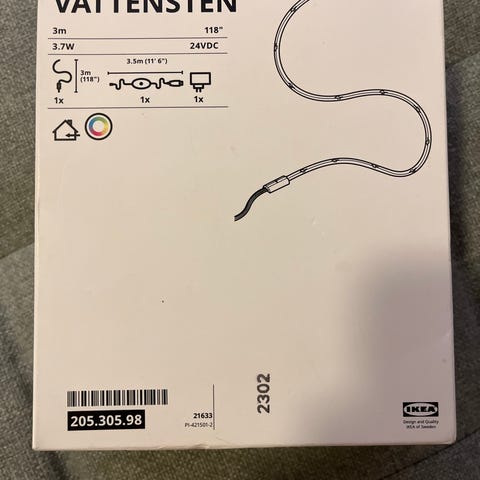 VATTENSTEN
3m 118"
3.7W 24VDC
3.5m (11' 6")
3m
(118")
1x 1x 1x
2302
205.305.98
21633
PI-421501-2
IKEA
Design and Quality
IKEA of Sweden